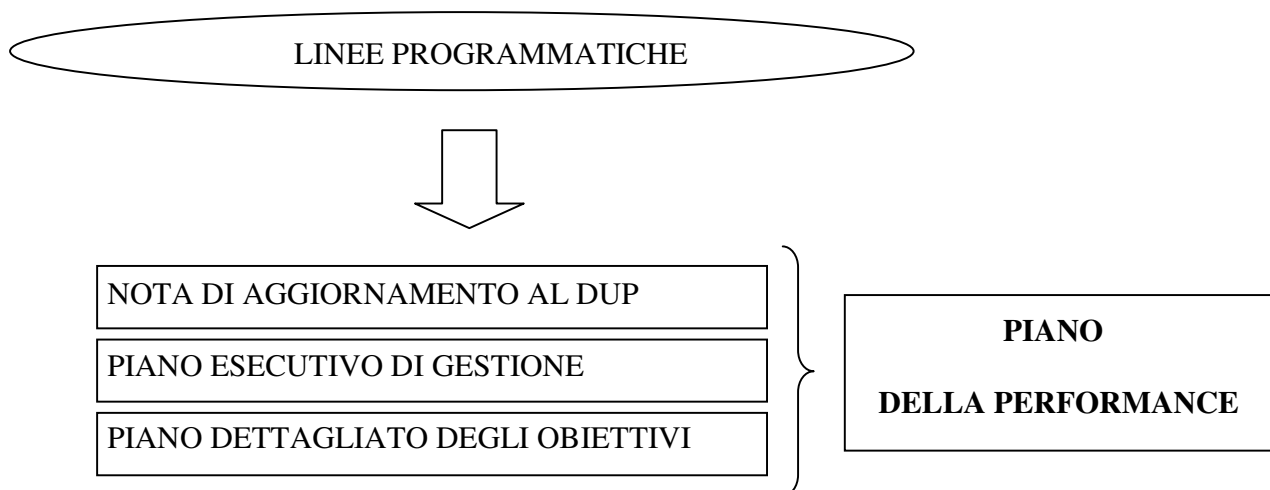 LINEE PROGRAMMATICHE
NOTA DI AGGIORNAMENTO AL DUP
PIANO ESECUTIVO DI GESTIONE
PIANO DETTAGLIATO DEGLI OBIETTIVI
PIANO
DELLA PERFORMANCE